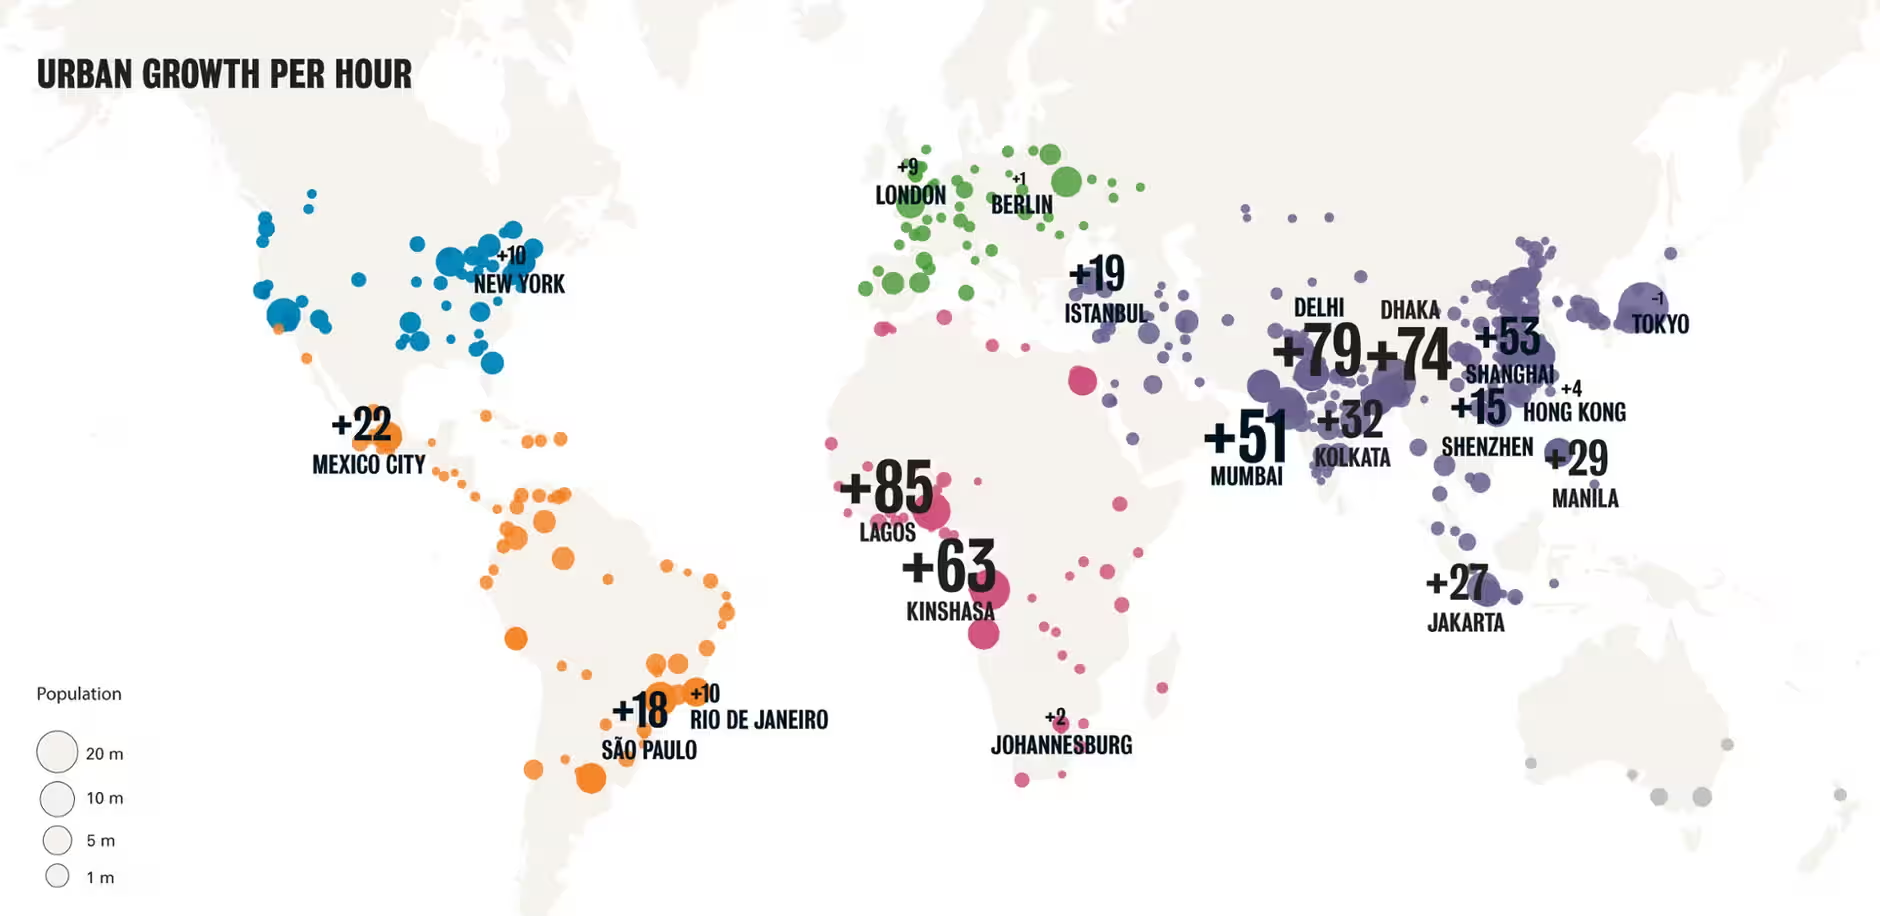 URBAN GROWTH PER HOUR
+9
LONDON
+1
BERLIN
+10
NEW YORK
+19
ISTANBUL
DELHI
+79
DHAKA
+74
+53
SHANGHAI
-1
TOKYO
+4
HONG KONG
+15
SHENZHEN
+22
MEXICO CITY
+51
MUMBAI
+32
KOLKATA
+29
MANILA
+85
LAGOS
+63
KINSHASA
+27
JAKARTA
+18
SÃO PAULO
+10
RIO DE JANEIRO
+2
JOHANNESBURG
Population
20 m
10 m
5 m
1 m